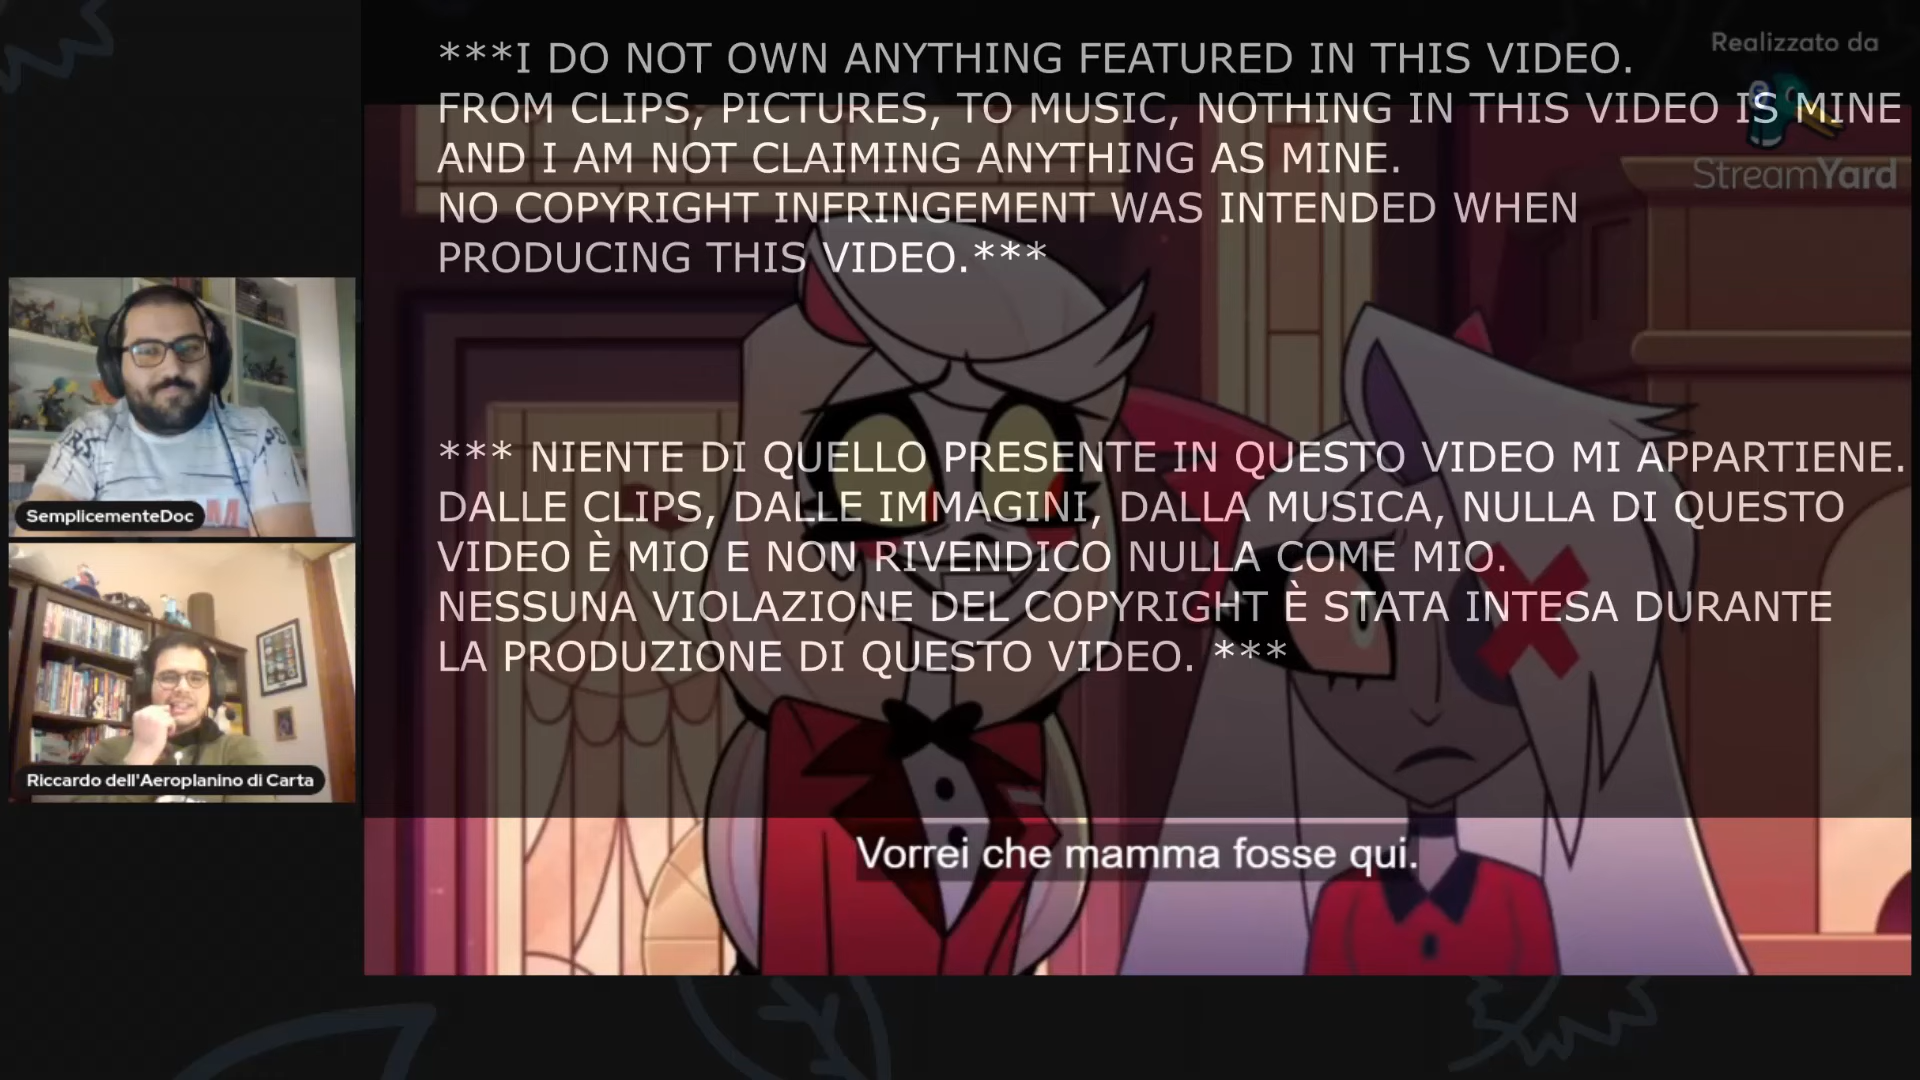 ***I DO NOT OWN ANYTHING FEATURED IN THIS VIDEO.
FROM CLIPS, PICTURES, TO MUSIC, NOTHING IN THIS VIDEO IS MINE
AND I AM NOT CLAIMING ANYTHING AS MINE.
NO COPYRIGHT INFRINGEMENT WAS INTENDED WHEN
PRODUCING THIS VIDEO.***
Realizzato da
StreamYard
*** NIENTE DI QUELLO PRESENTE IN QUESTO VIDEO MI APPARTIENE.
DALLE CLIPS, DALLE IMMAGINI, DALLA MUSICA, NULLA DI QUESTO
VIDEO È MIO E NON RIVENDICO NULLA COME MIO.
NESSUNA VIOLAZIONE DEL COPYRIGHT È STATA INTESA DURANTE
LA PRODUZIONE DI QUESTO VIDEO. ***
SemplicementeDoc
Riccardo dell'Aeroplanino di Carta
Vorrei che mamma fosse qui.